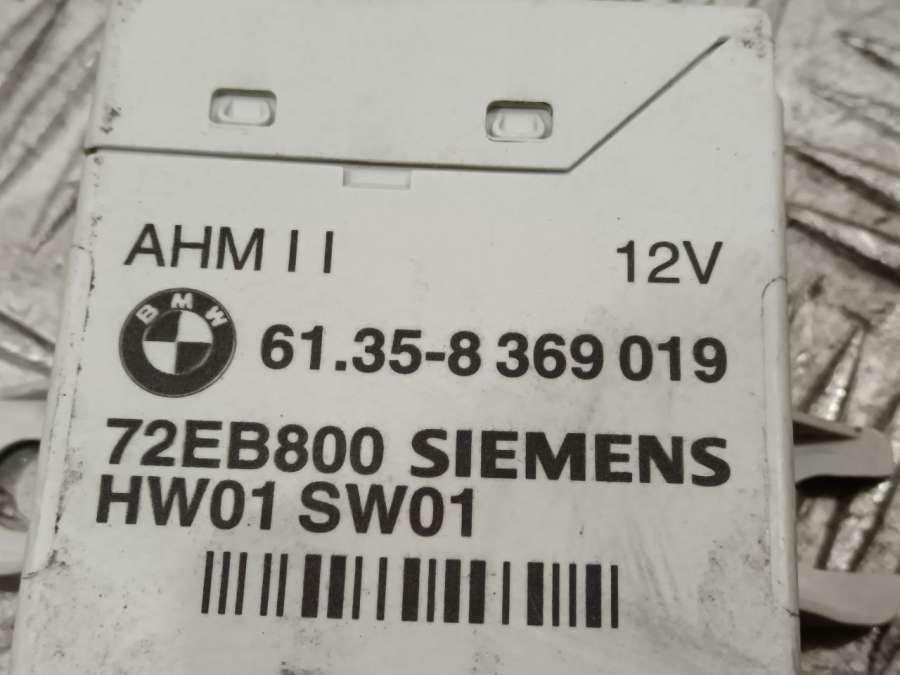 AHM I I 12V
BMW 61.35-8 369 019
72EB800 SIEMENS
HW01 SW01